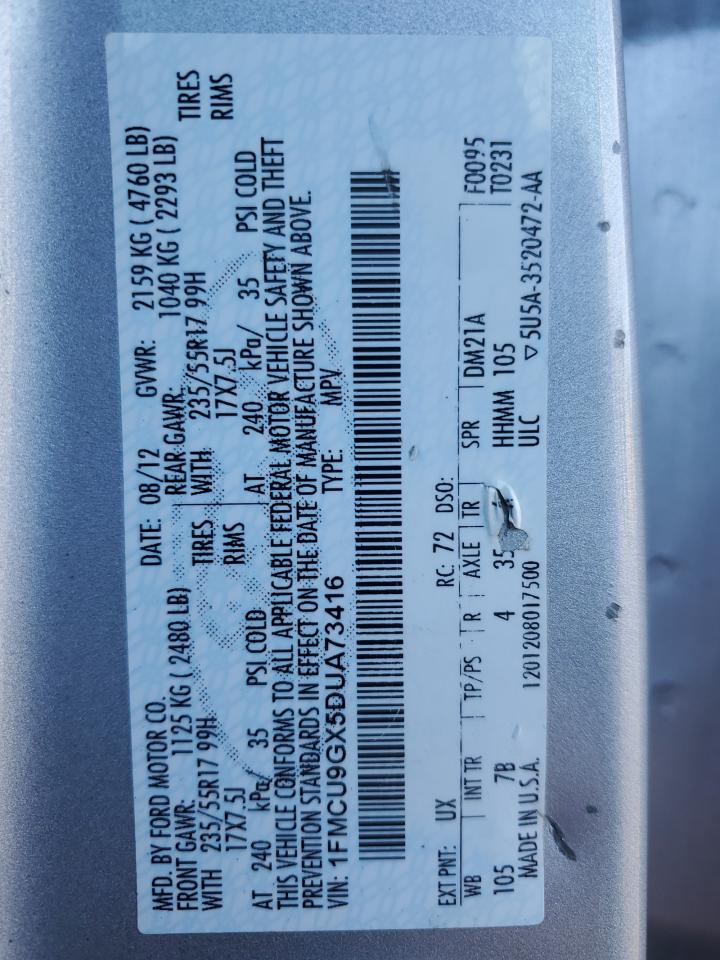 MFD. BY FORD MOTOR CO. DATE: 08/12 GVWR: 2159 KG ( 4760 LB)
FRONT GAWR: 1125 KG ( 2480 LB) REAR GAWR: 1040 KG ( 2293 LB)
WITH 235/55R17 99H TIRES WITH 235/55R17 99H TIRES
17X7.5J RIMS 17X7.5J RIMS
AT 240 kPa/ 35 PSI COLD AT 240 kPa/ 35 PSI COLD
THIS VEHICLE CONFORMS TO ALL APPLICABLE FEDERAL MOTOR VEHICLE SAFETY AND THEFT
PREVENTION STANDARDS IN EFFECT ON THE DATE OF MANUFACTURE SHOWN ABOVE.
VIN: 1FMCU9GX5DUA73416 TYPE: MPV
EXT PNT: UX RC: 72 DSO: F0095
WB INT TR TP/PS R AXLE TR SPR DM21A T0231
105 7B 4 35 HHMM 105
MADE IN U.S.A. 1201208017500 ULC ▽5U5A-3520472-AA